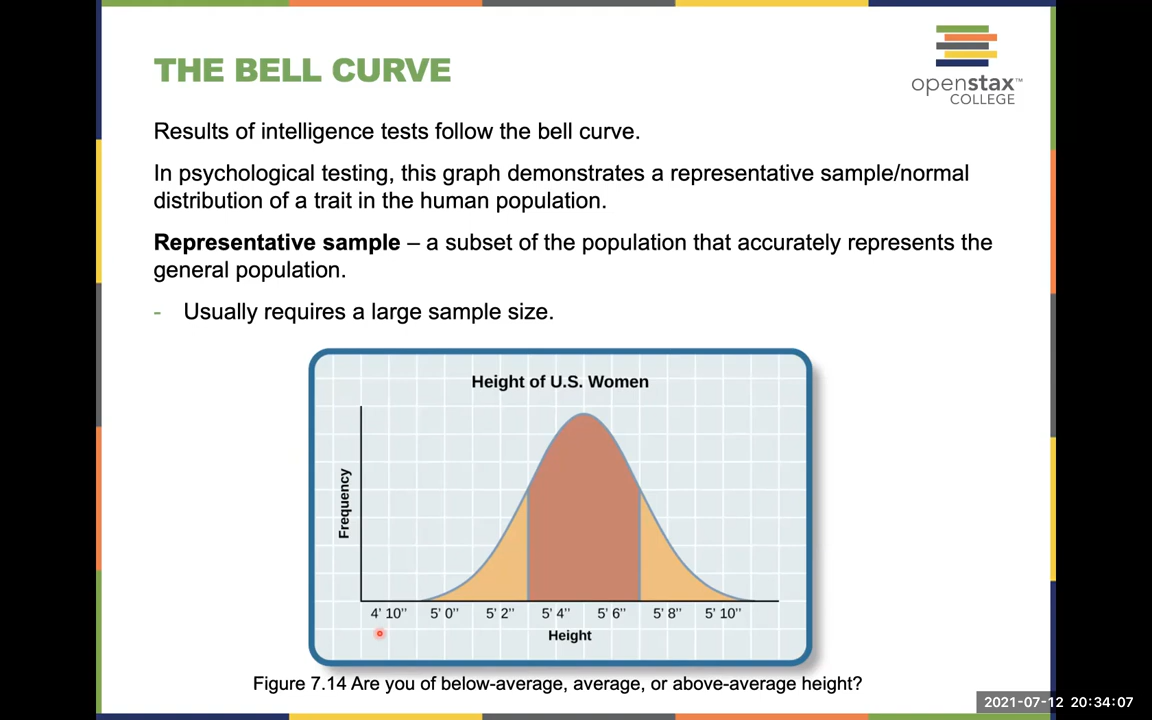 THE BELL CURVE
openstax™
COLLEGE
Results of intelligence tests follow the bell curve.
In psychological testing, this graph demonstrates a representative sample/normal
distribution of a trait in the human population.
Representative sample – a subset of the population that accurately represents the
general population.
- Usually requires a large sample size.
Height of U.S. Women
Frequency
4' 10'' 5' 0'' 5' 2'' 5' 4'' 5' 6'' 5' 8'' 5' 10''
Height
Figure 7.14 Are you of below-average, average, or above-average height?
2021-07-12 20:34:07